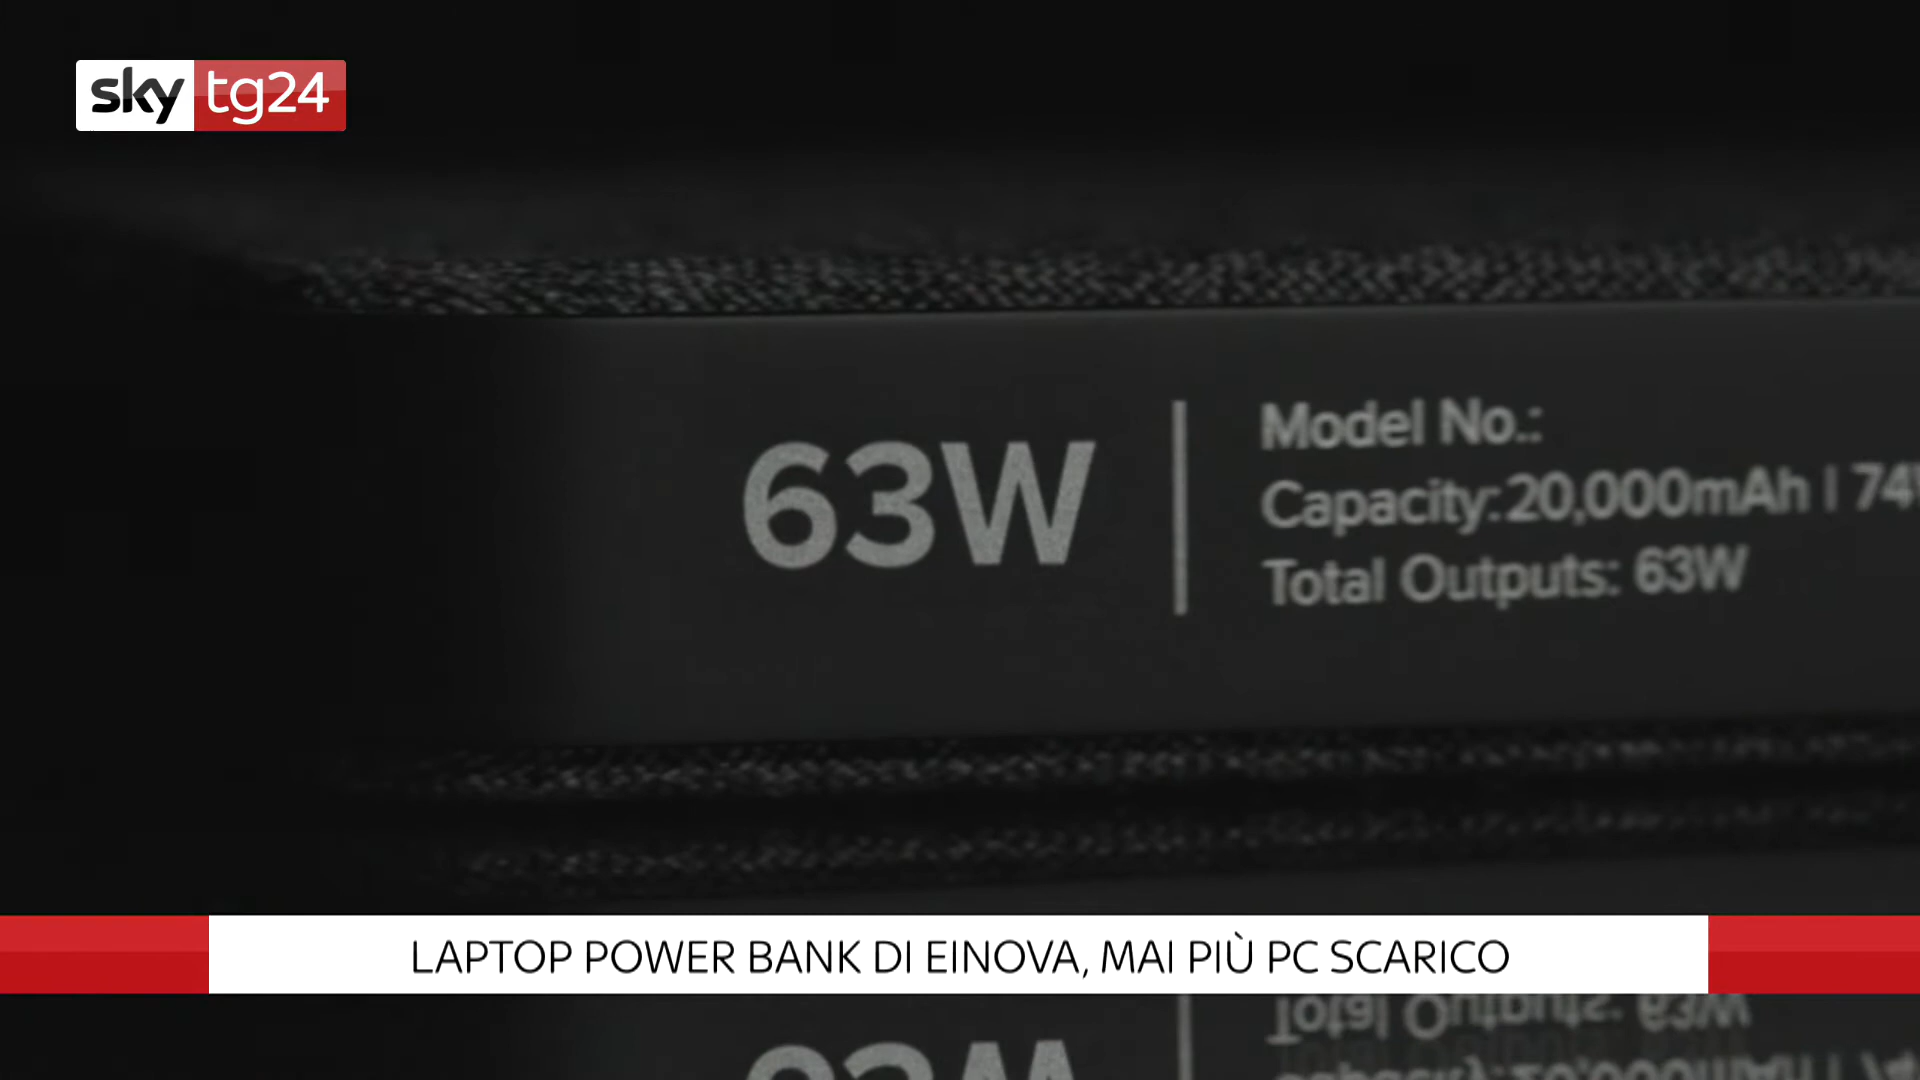 sky tg24
63W
Model No.:
Capacity: 20,000mAh | 74
Total Outputs: 63W
LAPTOP POWER BANK DI EINOVA, MAI PIÙ PC SCARICO